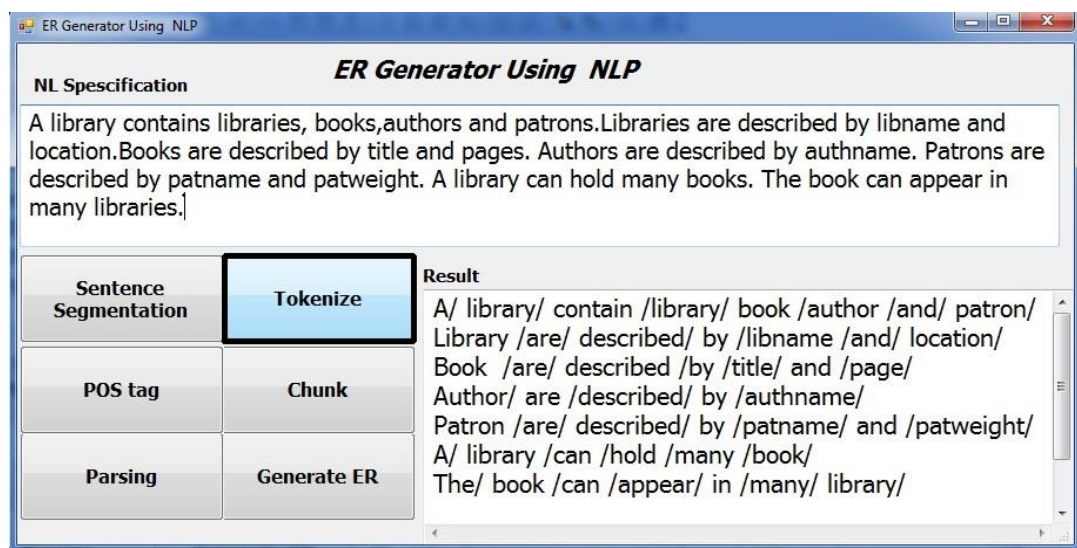 ER Generator Using NLP
ER Generator Using NLP
NL Spescification
A library contains libraries, books,authors and patrons.Libraries are described by libname and
location.Books are described by title and pages. Authors are described by authname. Patrons are
described by patname and patweight. A library can hold many books. The book can appear in
many libraries.
Sentence
Segmentation
Tokenize
POS tag
Chunk
Parsing
Generate ER
Result
A/ library/ contain /library/ book /author /and/ patron/
Library /are/ described/ by /libname /and/ location/
Book /are/ described /by /title/ and /page/
Author/ are /described/ by /authname/
Patron /are/ described/ by /patname/ and /patweight/
A/ library /can /hold /many /book/
The/ book /can /appear/ in /many/ library/